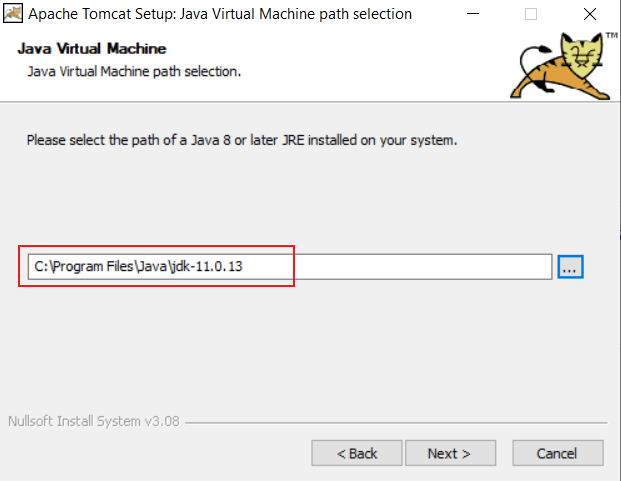 Apache Tomcat Setup: Java Virtual Machine path selection
Java Virtual Machine
Java Virtual Machine path selection.
TM
Please select the path of a Java 8 or later JRE installed on your system.
C:\Program Files\Java\jdk-11.0.13
...
Nullsoft Install System v3.08
< Back
Next >
Cancel